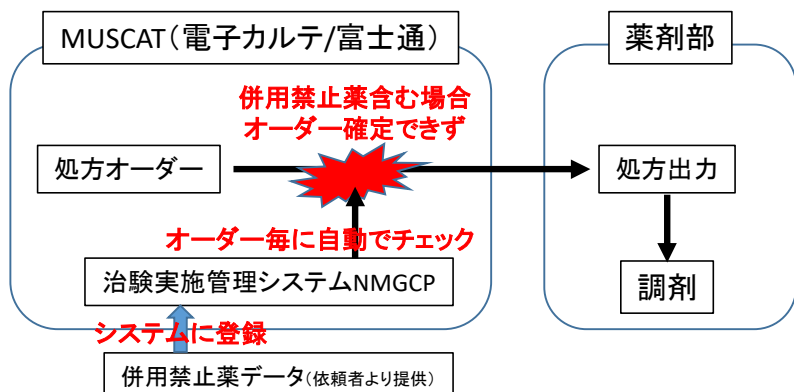 MUSCAT（電子カルテ/富士通）
薬剤部
併用禁止薬含む場合
オーダー確定できず
処方オーダー
処方出力
オーダー毎に自動でチェック
治験実施管理システムNMGCP
調剤
システムに登録
併用禁止薬データ（依頼者より提供）